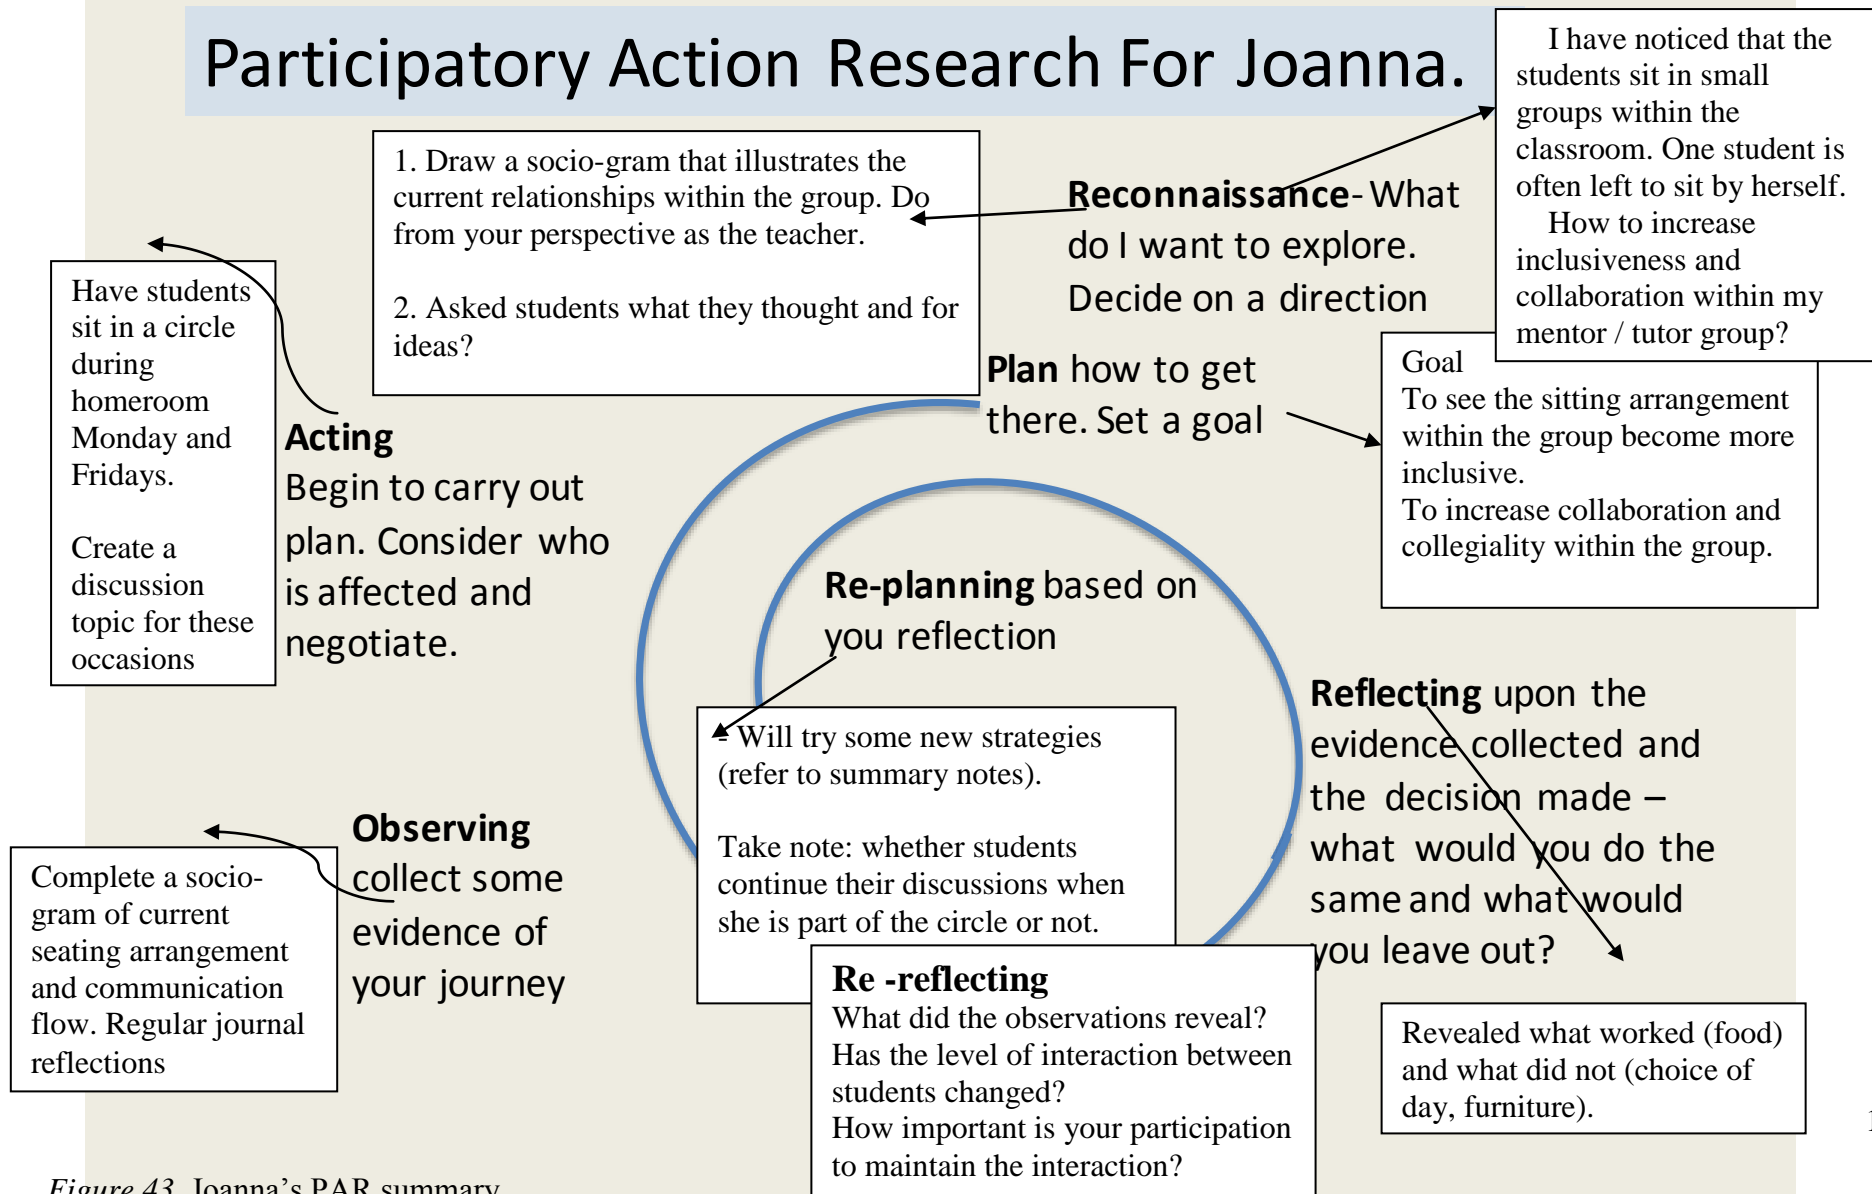 Participatory Action Research For Joanna.
I have noticed that the
students sit in small
groups within the
classroom. One student is
often left to sit by herself.
How to increase
inclusiveness and
collaboration within my
mentor / tutor group?
1. Draw a socio-gram that illustrates the
current relationships within the group. Do
from your perspective as the teacher.
2. Asked students what they thought and for
ideas?
Reconnaissance- What
do I want to explore.
Decide on a direction
Plan how to get
there. Set a goal
Goal
To see the sitting arrangement
within the group become more
inclusive.
To increase collaboration and
collegiality within the group.
Have students
sit in a circle
during
homeroom
Monday and
Fridays.
Create a
discussion
topic for these
occasions
Acting
Begin to carry out
plan. Consider who
is affected and
negotiate.
Re-planning based on
you reflection
- Will try some new strategies
(refer to summary notes).
Take note: whether students
continue their discussions when
she is part of the circle or not.
Reflecting upon the
evidence collected and
the decision made –
what would you do the
same and what would
you leave out?
Observing
collect some
evidence of
your journey
Complete a socio-
gram of current
seating arrangement
and communication
flow. Regular journal
reflections
Re -reflecting
What did the observations reveal?
Has the level of interaction between
students changed?
How important is your participation
to maintain the interaction?
Revealed what worked (food)
and what did not (choice of
day, furniture).
1
Figure 43. Joanna's PAR summary